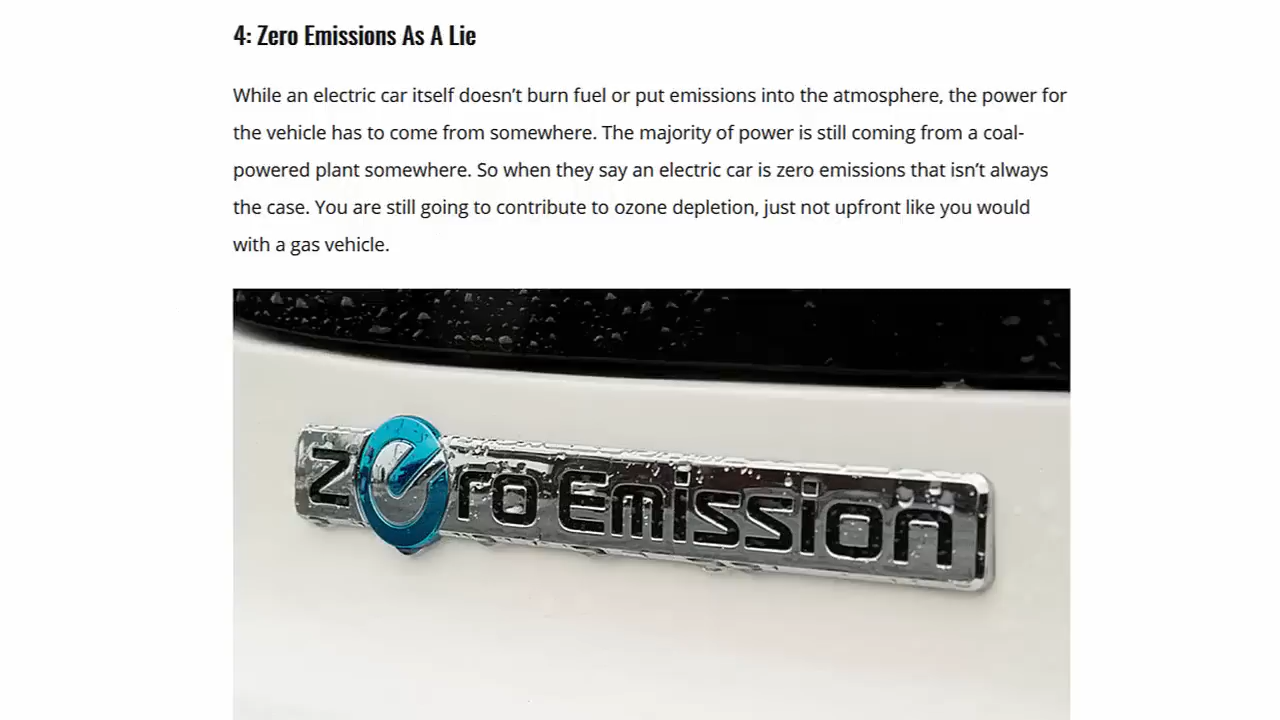 4: Zero Emissions As A Lie
While an electric car itself doesn’t burn fuel or put emissions into the atmosphere, the power for
the vehicle has to come from somewhere. The majority of power is still coming from a coal-
powered plant somewhere. So when they say an electric car is zero emissions that isn’t always
the case. You are still going to contribute to ozone depletion, just not upfront like you would
with a gas vehicle.
Zero Emission